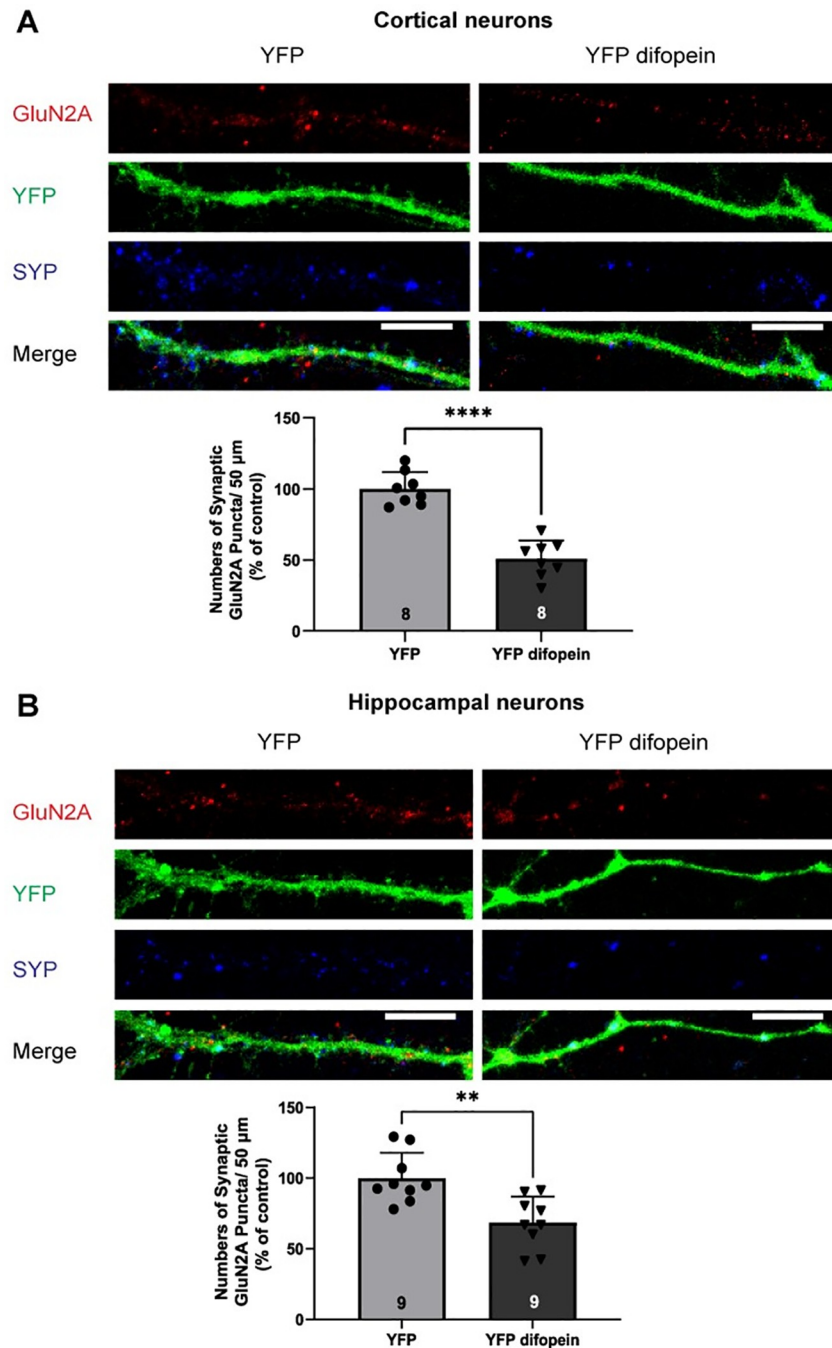 A
Cortical neurons
YFP
YFP difopein
GluN2A
YFP
SYP
Merge
****
150
100
50
0
Numbers of Synaptic
GluN2A Puncta/ 50 μm
(% of control)
8
8
YFP
YFP difopein
B
Hippocampal neurons
YFP
YFP difopein
GluN2A
YFP
SYP
Merge
**
150
100
50
0
Numbers of Synaptic
GluN2A Puncta/ 50 μm
(% of control)
9
9
YFP
YFP difopein